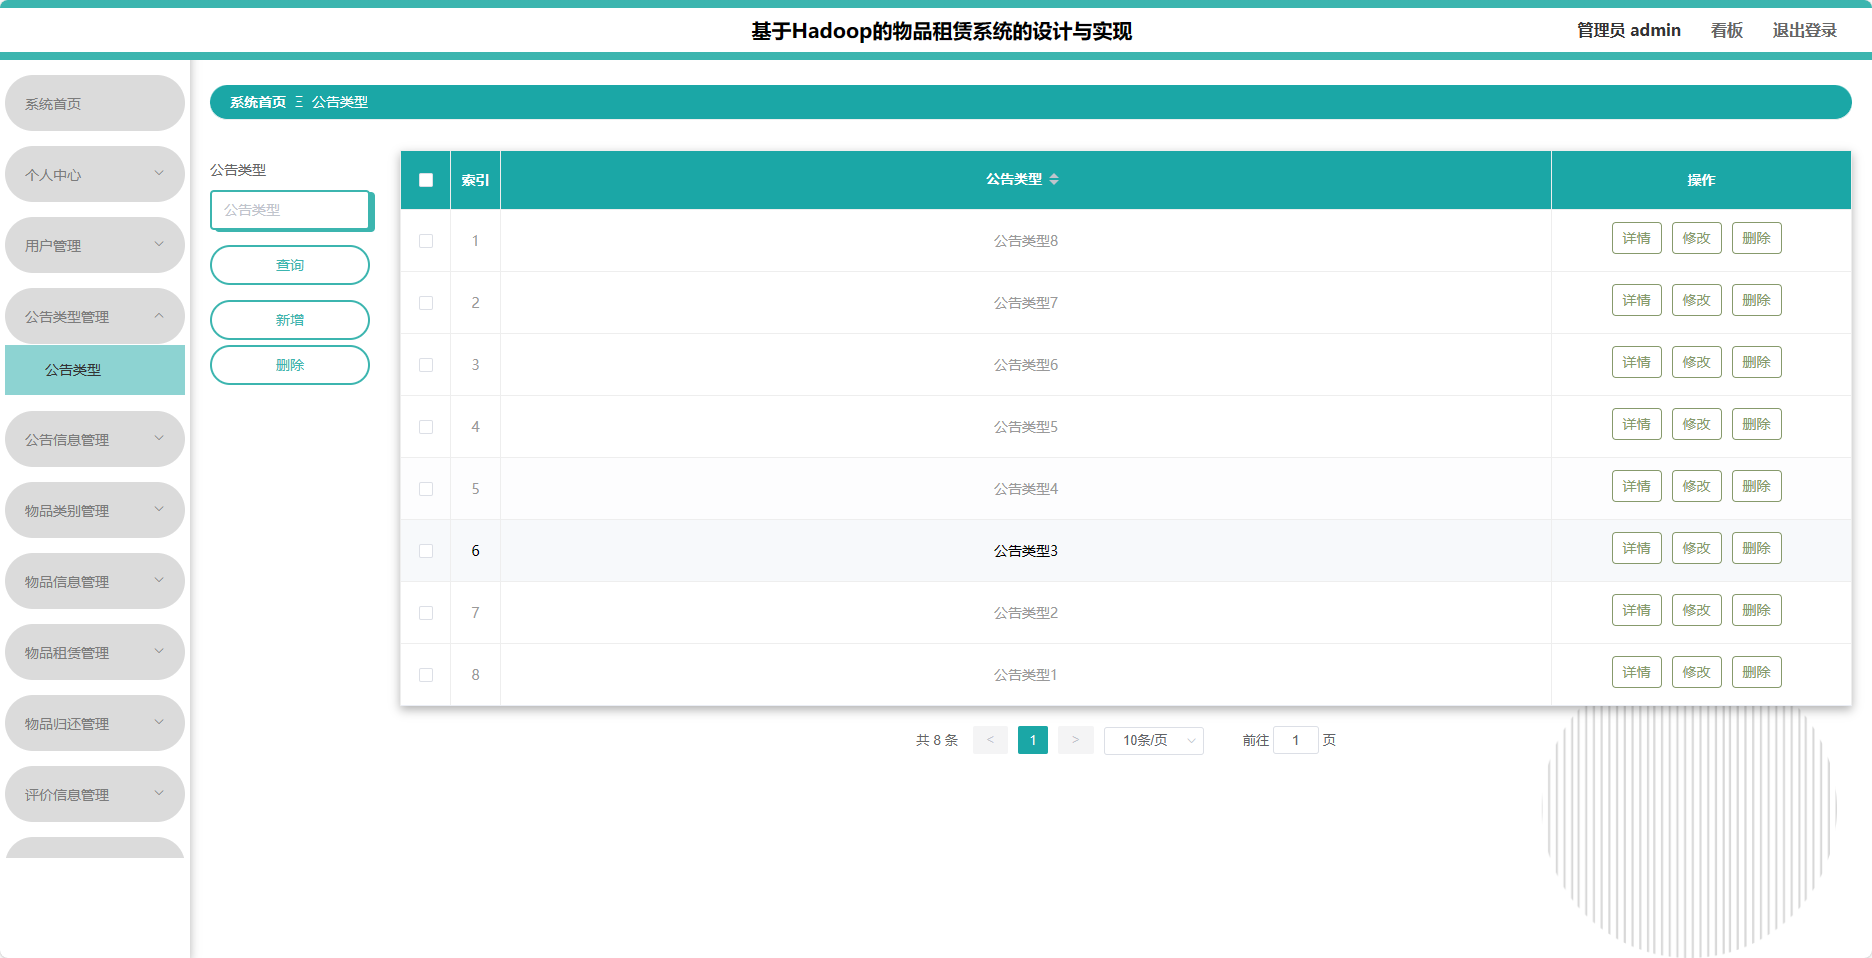 基于Hadoop的物品租赁系统的设计与实现
管理员 admin 看板 退出登录
系统首页
个人中心
用户管理
公告类型管理
公告类型
公告信息管理
物品类别管理
物品信息管理
物品租赁管理
物品归还管理
评价信息管理
系统首页 Ξ 公告类型
公告类型
公告类型
查询
新增
删除
索引 公告类型 操作
1 公告类型8 详情 修改 删除
2 公告类型7 详情 修改 删除
3 公告类型6 详情 修改 删除
4 公告类型5 详情 修改 删除
5 公告类型4 详情 修改 删除
6 公告类型3 详情 修改 删除
7 公告类型2 详情 修改 删除
8 公告类型1 详情 修改 删除
共 8 条 < 1 > 10条/页 前往 1 页